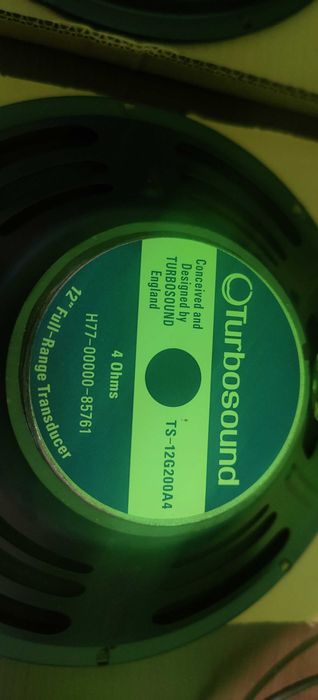 Turbosound
Conceived and
Designed by
TURBOSOUND
England
TS-12G200A4
4 Ohms
H77-00000-85761
12" Full-Range Transducer